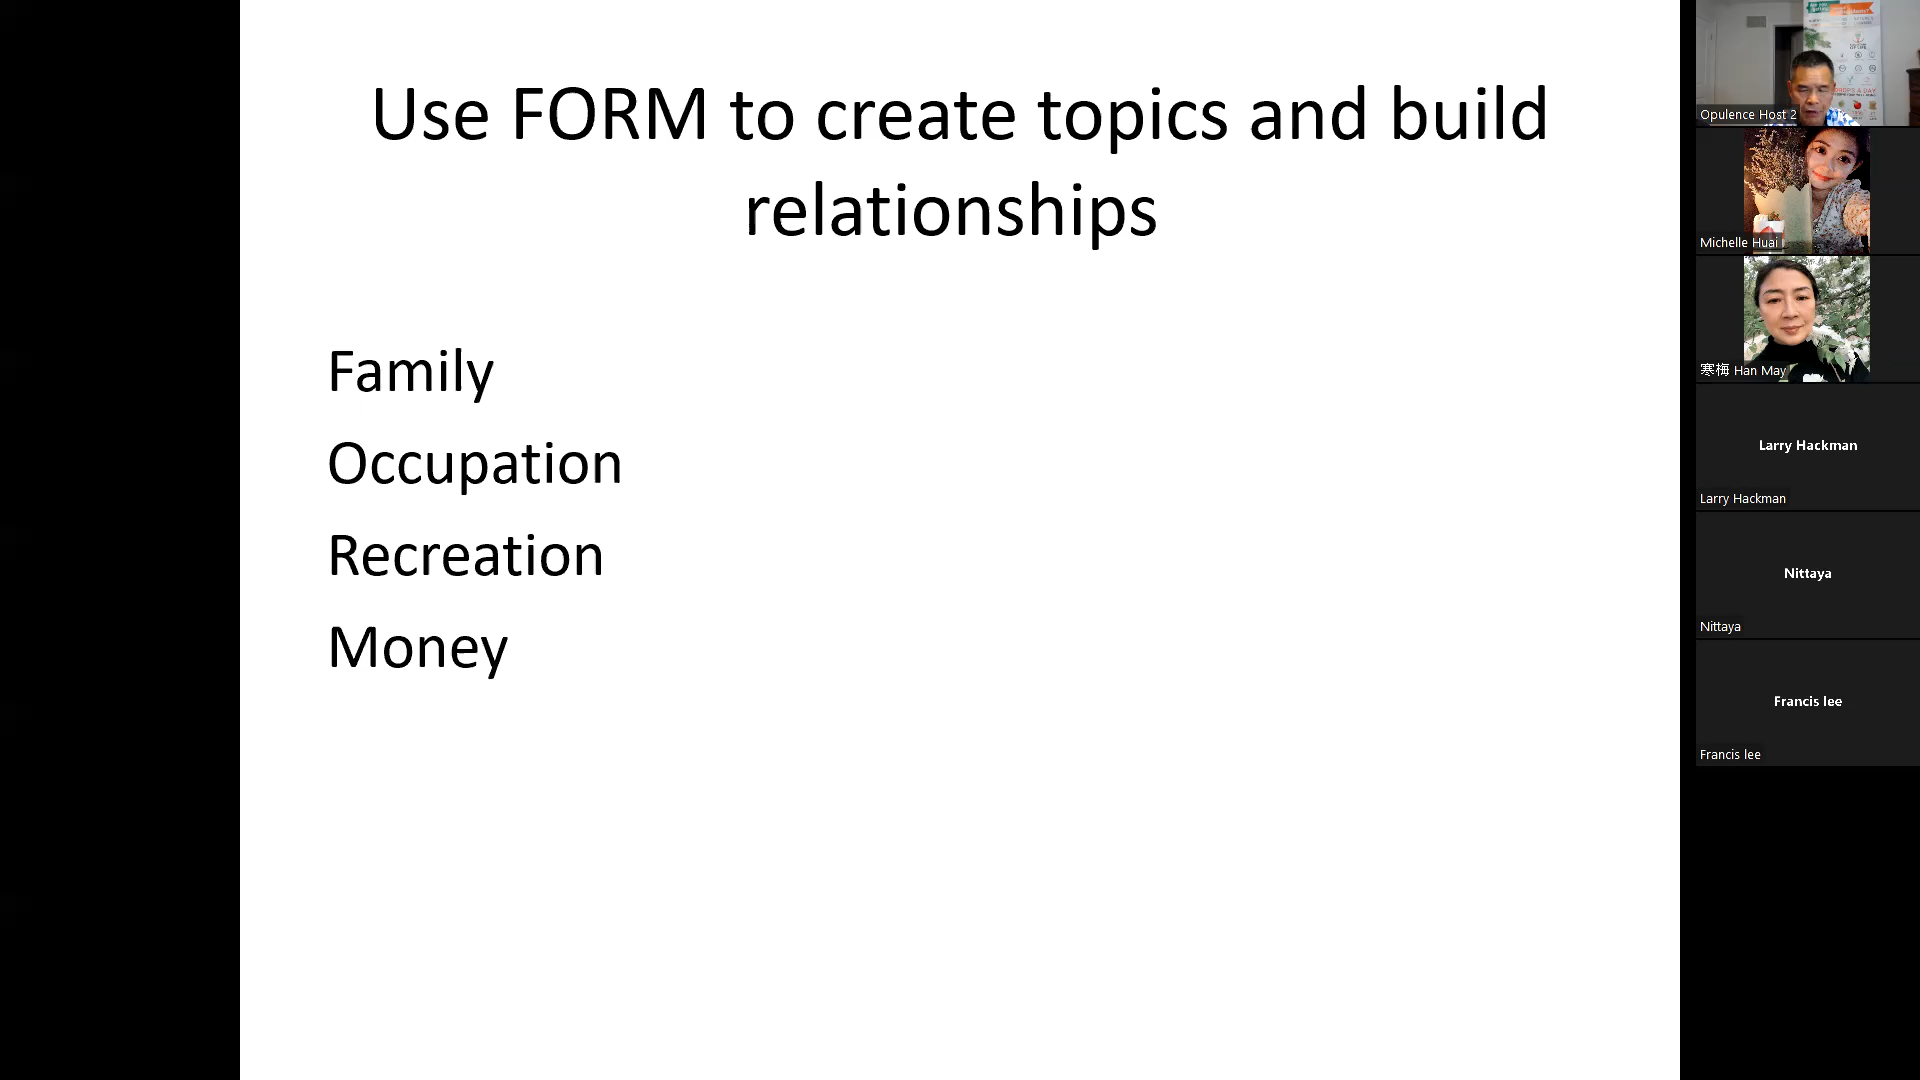 Use FORM to create topics and build
relationships
Family
Occupation
Recreation
Money
Opulence Host 2
Michelle Huai
寒梅 Han May
Larry Hackman
Larry Hackman
Nittaya
Nittaya
Francis lee
Francis lee